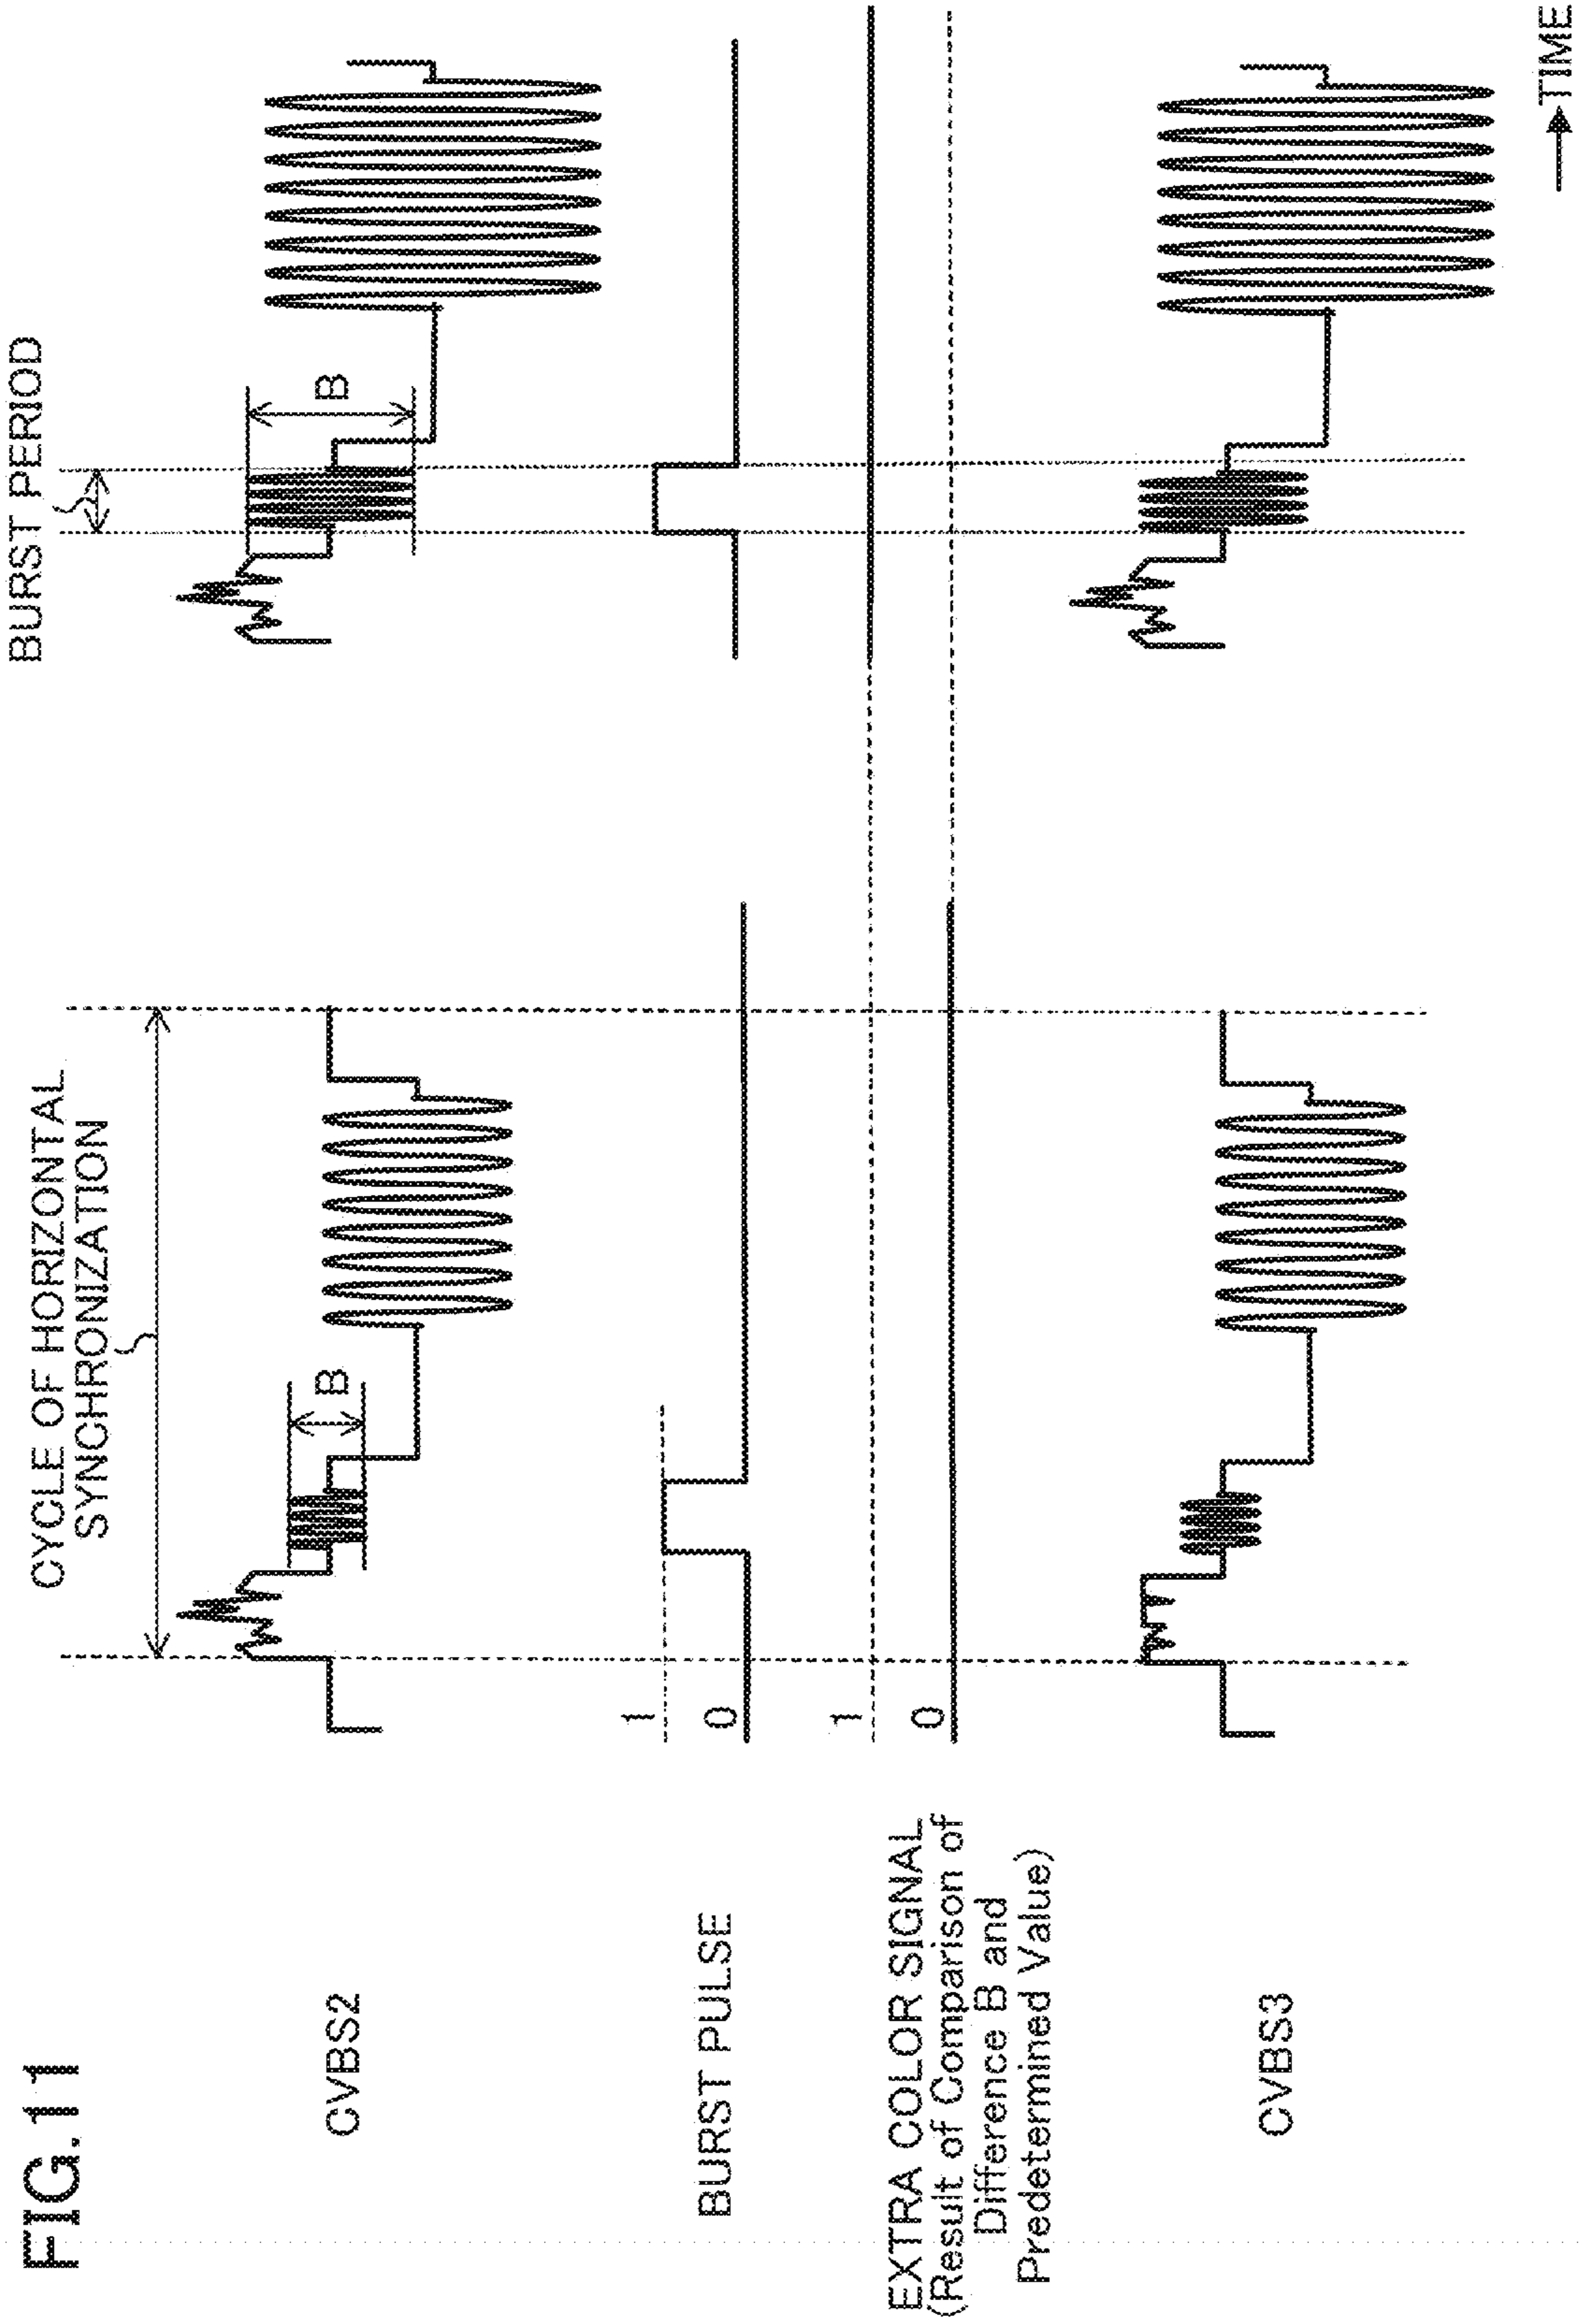 FIG.11
CYCLE OF HORIZONTAL
SYNCHRONIZATION
BURST PERIOD
CVBS2
B
B
BURST PULSE
1
0
EXTRA COLOR SIGNAL
(Result of Comparison of
Difference B and
Predetermined Value)
1
0
CVBS3
TIME